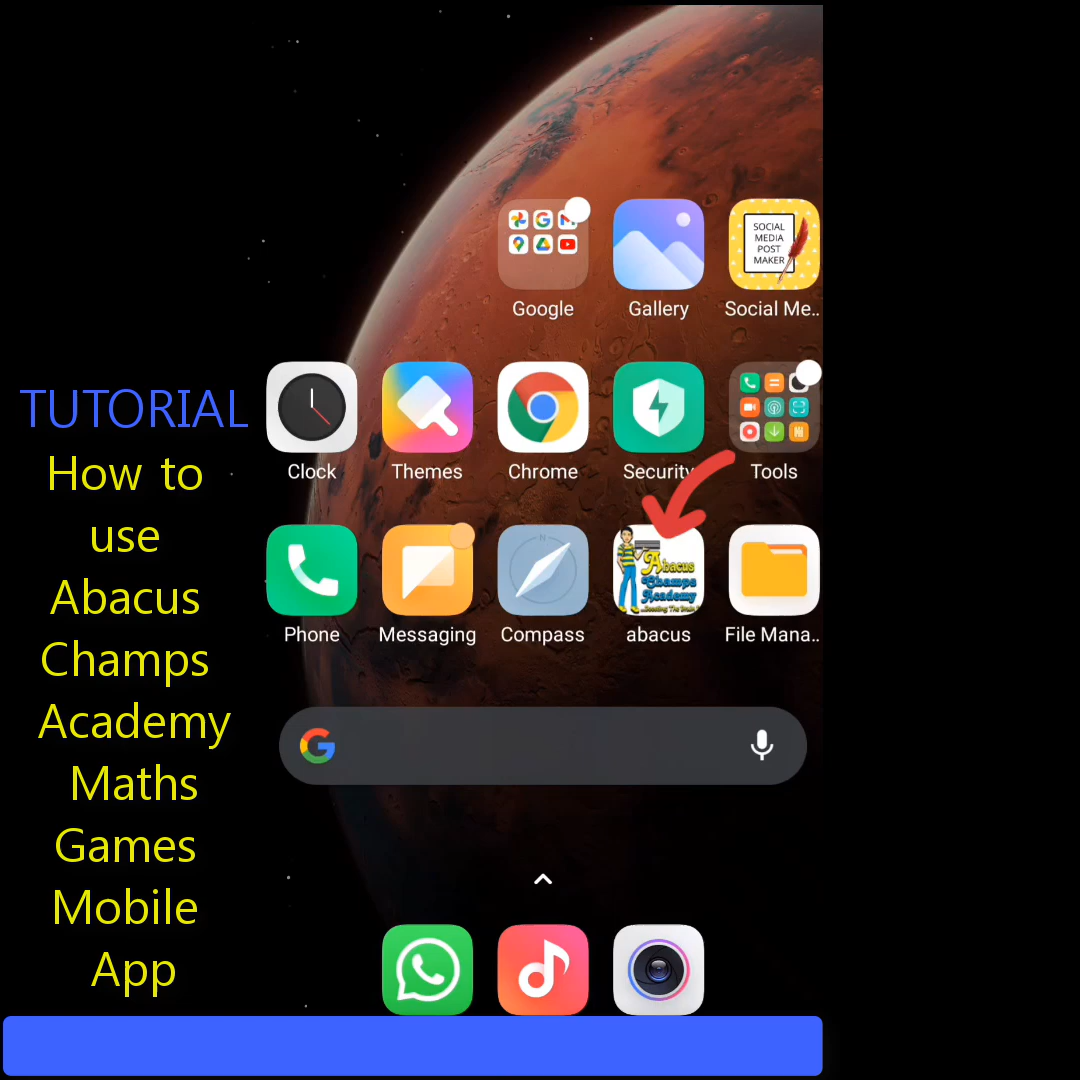 TUTORIAL
How to
use
Abacus
Champs
Academy
Maths
Games
Mobile
App
SOCIAL
MEDIA
POST
MAKER
Google
Gallery
Social Me..
Clock
Themes
Chrome
Security
Tools
N
Abacus
Champs
Academy
Phone
Messaging
Compass
abacus
File Mana..